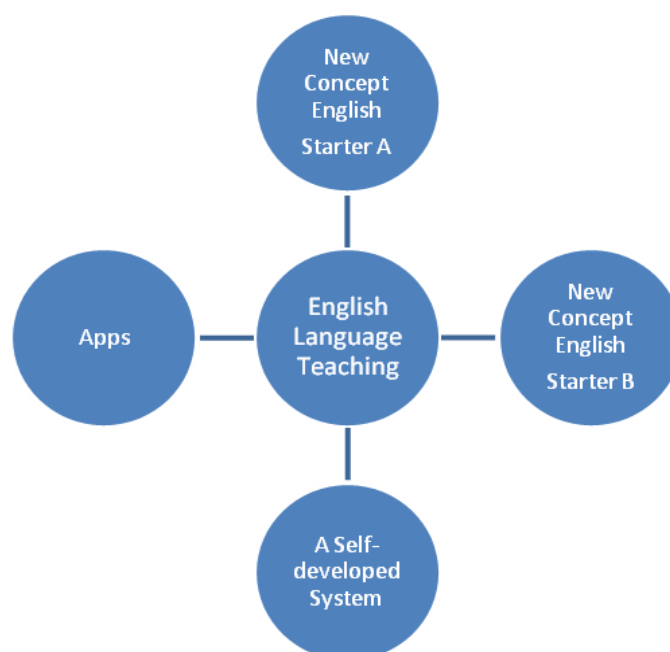 New
Concept
English
Starter A
Apps
English
Language
Teaching
New
Concept
English
Starter B
A Self-
developed
System